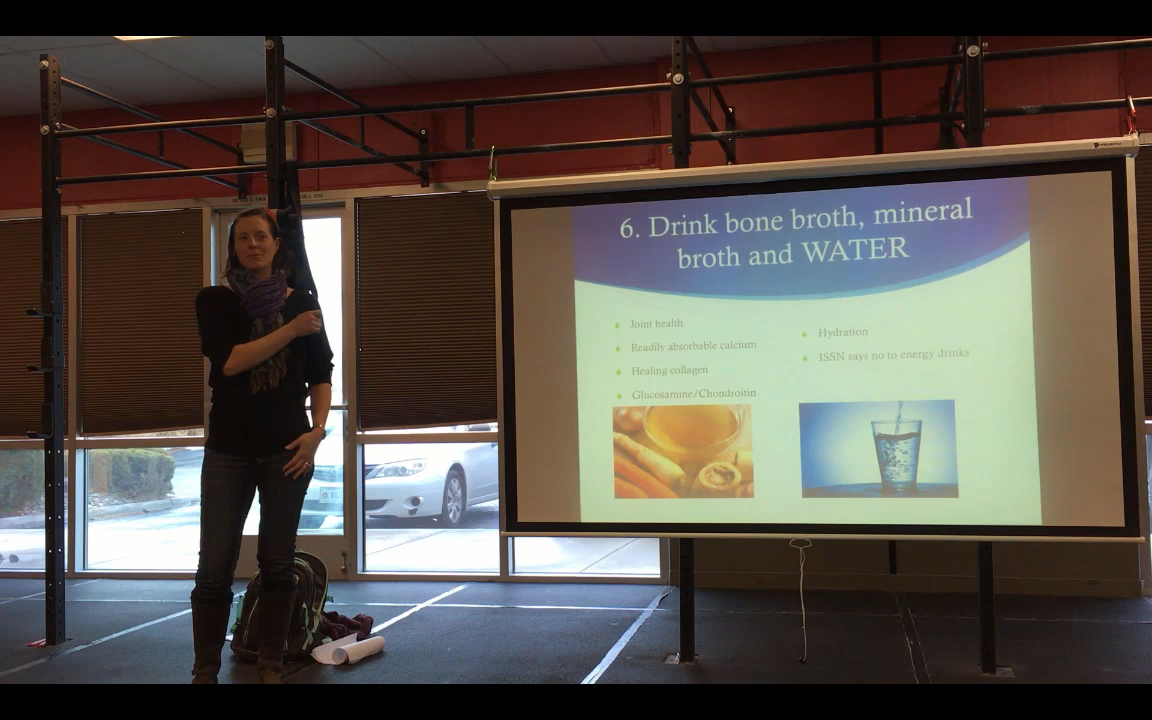 6. Drink bone broth, mineral
broth and WATER
Joint health
Readily absorbable calcium
Healing collagen
Glucosamine/Chondroitin
Hydration
ISSN says no to energy drinks